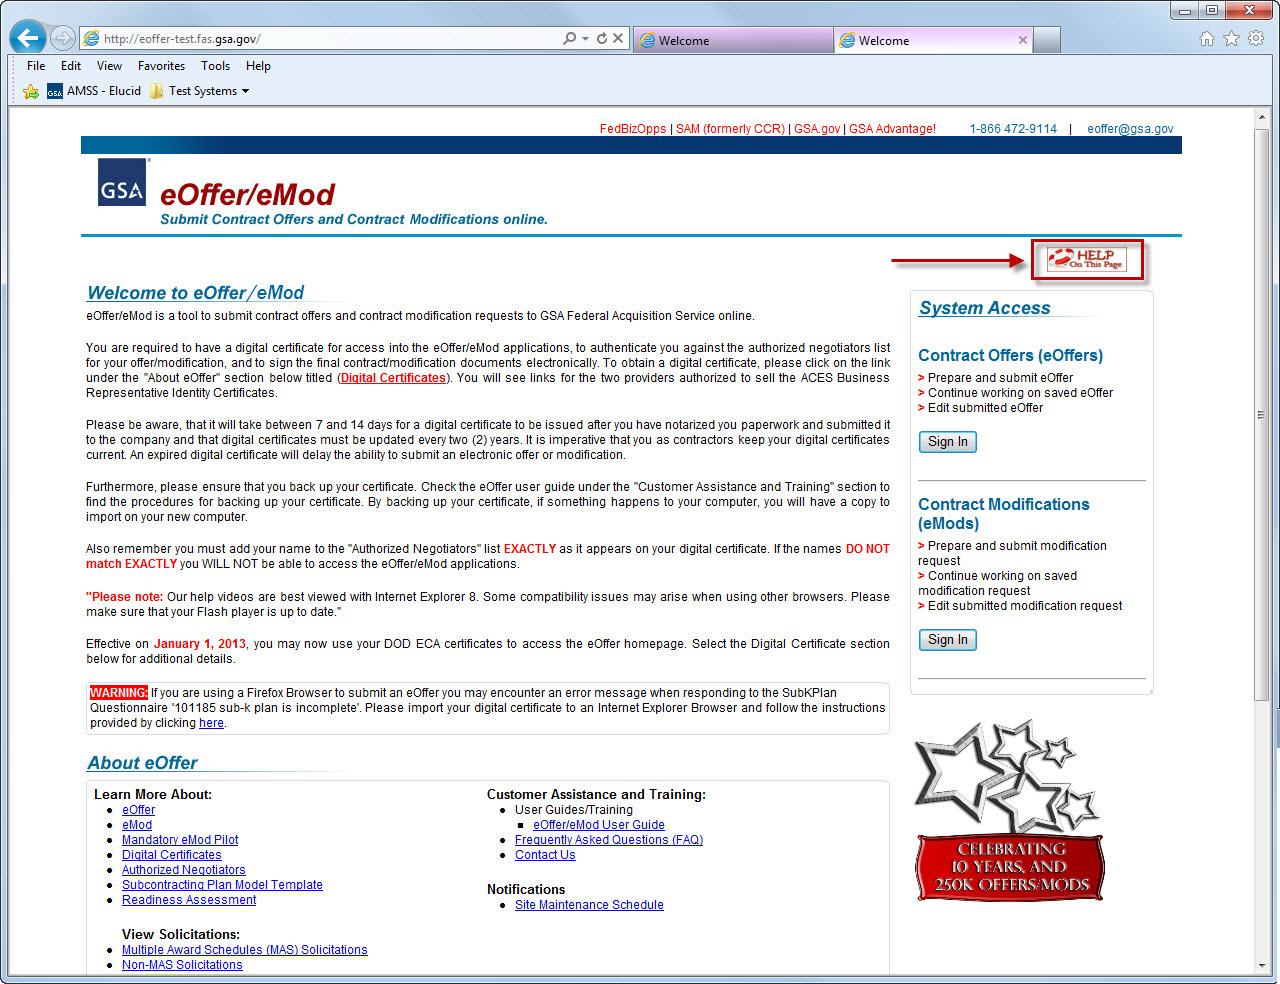 http://eoffer-test.fas.gsa.gov/
Welcome
Welcome
File Edit View Favorites Tools Help
GSA AMSS - Elucid Test Systems
FedBizOpps | SAM (formerly CCR) | GSA.gov | GSA Advantage! 1-866 472-9114 | eoffer@gsa.gov
GSA
eOffer/eMod
Submit Contract Offers and Contract Modifications online.
HELP
On This Page
Welcome to eOffer/eMod
eOffer/eMod is a tool to submit contract offers and contract modification requests to GSA Federal Acquisition Service online.
You are required to have a digital certificate for access into the eOffer/eMod applications, to authenticate you against the authorized negotiators list
for your offer/modification, and to sign the final contract/modification documents electronically. To obtain a digital certificate, please click on the link
under the "About eOffer" section below titled (Digital Certificates). You will see links for the two providers authorized to sell the ACES Business
Representative Identity Certificates.
Please be aware, that it will take between 7 and 14 days for a digital certificate to be issued after you have notarized you paperwork and submitted it
to the company and that digital certificates must be updated every two (2) years. It is imperative that you as contractors keep your digital certificates
current. An expired digital certificate will delay the ability to submit an electronic offer or modification.
Furthermore, please ensure that you back up your certificate. Check the eOffer user guide under the "Customer Assistance and Training" section to
find the procedures for backing up your certificate. By backing up your certificate, if something happens to your computer, you will have a copy to
import on your new computer.
Also remember you must add your name to the "Authorized Negotiators" list EXACTLY as it appears on your digital certificate. If the names DO NOT
match EXACTLY you WILL NOT be able to access the eOffer/eMod applications.
"Please note: Our help videos are best viewed with Internet Explorer 8. Some compatibility issues may arise when using other browsers. Please
make sure that your Flash player is up to date."
Effective on January 1, 2013, you may now use your DOD ECA certificates to access the eOffer homepage. Select the Digital Certificate section
below for additional details.
WARNING: If you are using a Firefox Browser to submit an eOffer you may encounter an error message when responding to the SubKPlan
Questionnaire '101185 sub-k plan is incomplete'. Please import your digital certificate to an Internet Explorer Browser and follow the instructions
provided by clicking here.
About eOffer
Learn More About:
eOffer
eMod
Mandatory eMod Pilot
Digital Certificates
Authorized Negotiators
Subcontracting Plan Model Template
Readiness Assessment
View Solicitations:
Multiple Award Schedules (MAS) Solicitations
Non-MAS Solicitations
Customer Assistance and Training:
User Guides/Training
eOffer/eMod User Guide
Frequently Asked Questions (FAQ)
Contact Us
Notifications
Site Maintenance Schedule
System Access
Contract Offers (eOffers)
> Prepare and submit eOffer
> Continue working on saved eOffer
> Edit submitted eOffer
Sign In
Contract Modifications
(eMods)
> Prepare and submit modification
request
> Continue working on saved
modification request
> Edit submitted modification request
Sign In
CELEBRATING
10 YEARS, AND
250K OFFERS/MODS